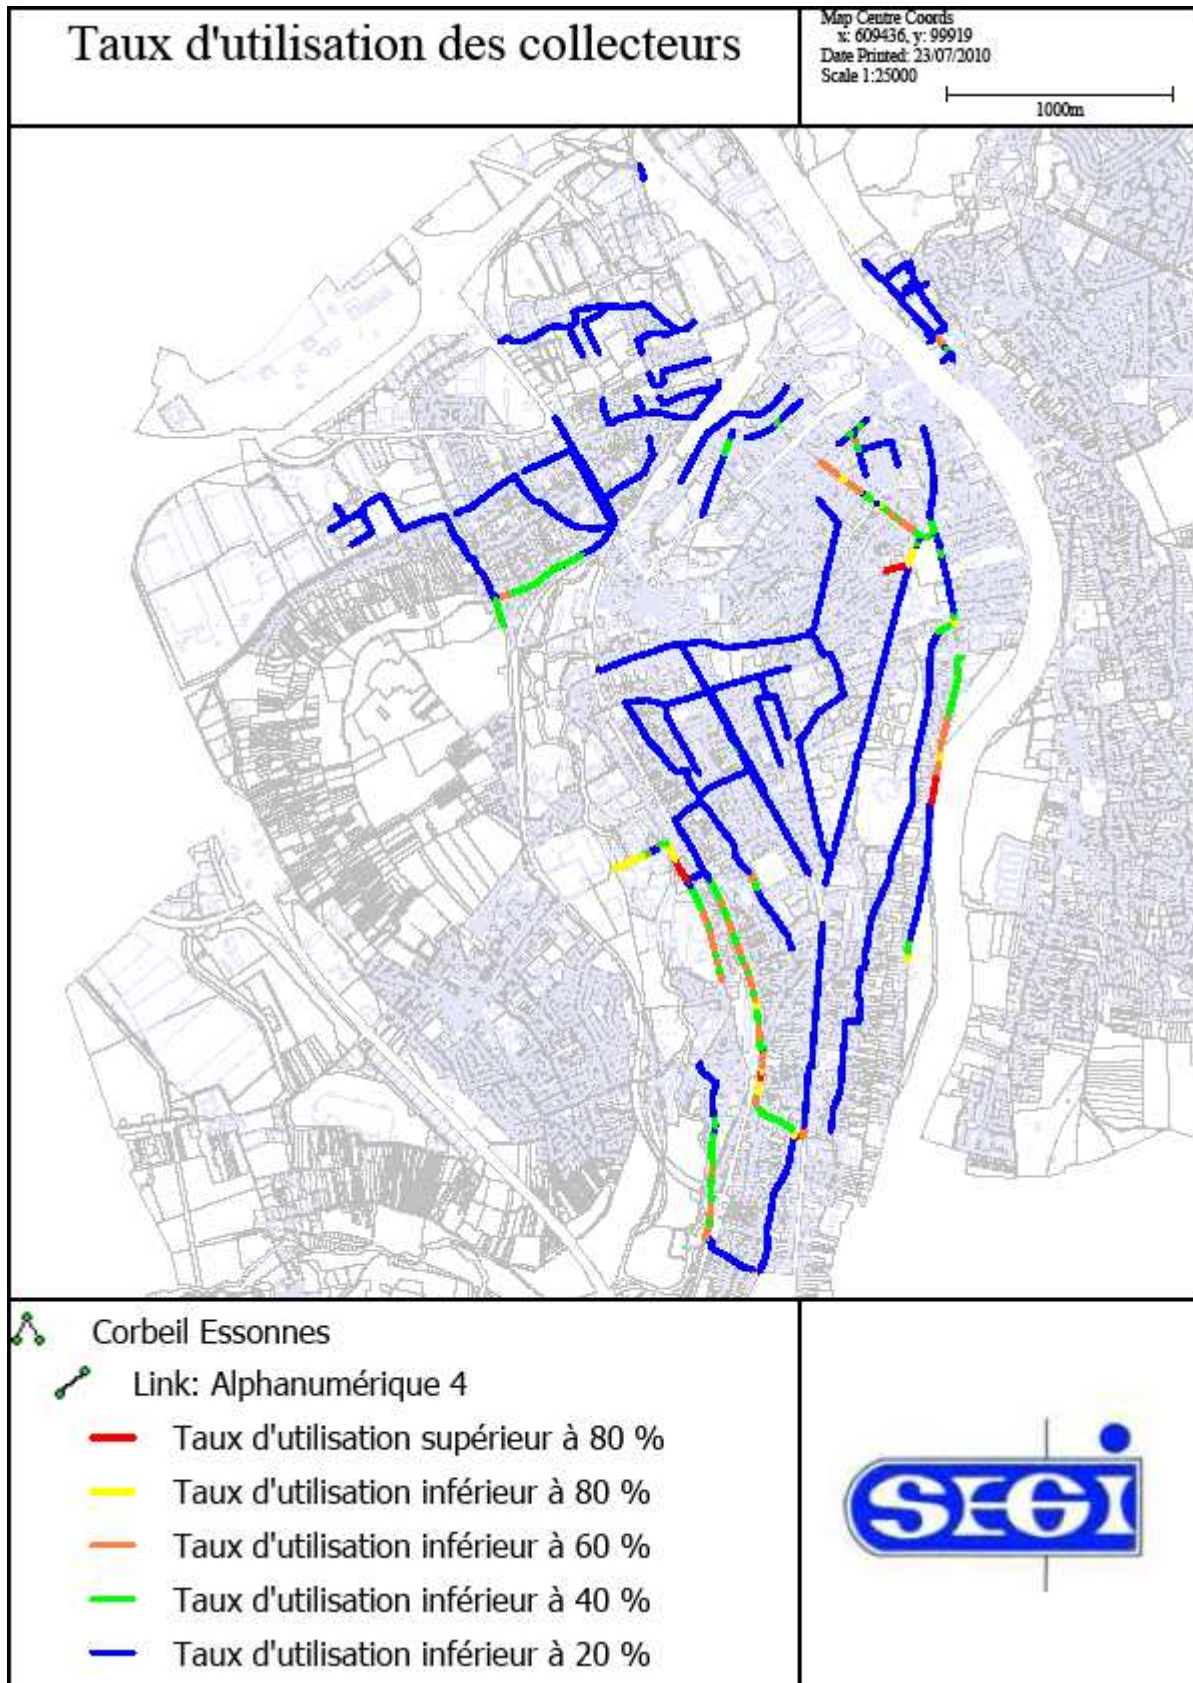 Taux d'utilisation des collecteurs
Map Centre Coords
x: 609436, y: 99919
Date Printed: 23/07/2010
Scale 1:25000
1000m
Corbeil Essonnes
Link: Alphanumérique 4
Taux d'utilisation supérieur à 80 %
Taux d'utilisation inférieur à 80 %
Taux d'utilisation inférieur à 60 %
Taux d'utilisation inférieur à 40 %
Taux d'utilisation inférieur à 20 %
SEGI